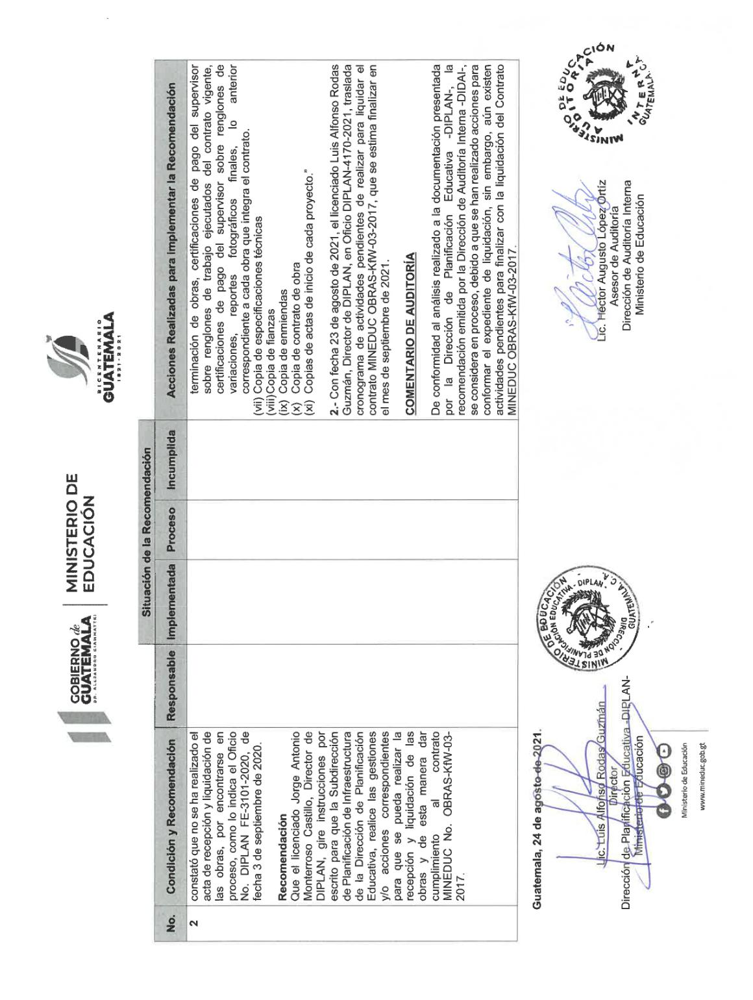 GOBIERNO de
GUATEMALA
DR. ALEJANDRO GIAMMATTEI
MINISTERIO DE
EDUCACIÓN
BICENTENARIO
GUATEMALA
1821-2021
Situación de la Recomendación
No.
Condición y Recomendación
Responsable
Implementada
Proceso
Incumplida
Acciones Realizadas para implementar la Recomendación
2
constató que no se ha realizado el
acta de recepción y liquidación de
las obras, por encontrarse en
proceso, como lo indica el Oficio
No. DIPLAN FE-3101-2020, de
fecha 3 de septiembre de 2020.
Recomendación
Que el licenciado Jorge Antonio
Monterroso Castillo, Director de
DIPLAN, gire instrucciones por
escrito para que la Subdirección
de Planificación de Infraestructura
de la Dirección de Planificación
Educativa, realice las gestiones
y/o acciones correspondientes
para que se pueda realizar la
recepción y liquidación de las
obras y de esta manera dar
cumplimiento al contrato
MINEDUC No. OBRAS-KfW-03-
2017.
terminación de obras, certificaciones de pago del supervisor
sobre renglones de trabajo ejecutados del contrato vigente,
certificaciones de pago del supervisor sobre renglones de
variaciones, reportes fotográficos finales, lo anterior
correspondiente a cada obra que integra el contrato.
(vii) Copia de especificaciones técnicas
(viii)Copia de fianzas
(ix) Copia de enmiendas
(x) Copia de contrato de obra
(xi) Copias de actas de inicio de cada proyecto.”
2.- Con fecha 23 de agosto de 2021, el licenciado Luis Alfonso Rodas
Guzmán, Director de DIPLAN, en Oficio DIPLAN-4170-2021, traslada
cronograma de actividades pendientes de realizar para liquidar el
contrato MINEDUC OBRAS-KfW-03-2017, que se estima finalizar en
el mes de septiembre de 2021.
COMENTARIO DE AUDITORÍA
De conformidad al análisis realizado a la documentación presentada
por la Dirección de Planificación Educativa -DIPLAN-, la
recomendación emitida por la Dirección de Auditoría Interna -DIDAI-,
se considera en proceso, debido a que se han realizado acciones para
conformar el expediente de liquidación, sin embargo, aún existen
actividades pendientes para finalizar con la liquidación del Contrato
MINEDUC OBRAS-KfW-03-2017.
Guatemala, 24 de agosto de 2021.
Lic. Luis Alfonso Rodas Guzmán
Director
Dirección de Planificación Educativa -DIPLAN-
Ministerio de Educación
MINISTERIO DE EDUCACIÓN
DIRECCIÓN DE PLANIFICACIÓN EDUCATIVA - DIPLAN -
GUATEMALA, C. A.
Lic. Héctor Augusto López Ortíz
Asesor de Auditoría
Dirección de Auditoría Interna
Ministerio de Educación
MINISTERIO DE EDUCACIÓN
AUDITORIA INTERNA
GUATEMALA, C.A.
Ministerio de Educación
www.mineduc.gob.gt